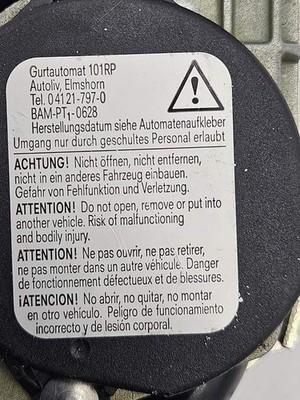 Gurtautomat 101RP
Autoliv, Elmshorn
Tel. 04121-797-0
BAM-PT₁-0628
Herstellungsdatum siehe Automatenaufkleber
Umgang nur durch geschultes Personal erlaubt
ACHTUNG! Nicht öffnen, nicht entfernen,
nicht in ein anderes Fahrzeug einbauen.
Gefahr von Fehlfunktion und Verletzung.
ATTENTION! Do not open, remove or put into
another vehicle. Risk of malfunctioning
and bodily injury.
ATTENTION! Ne pas ouvrir, ne pas retirer,
ne pas monter dans un autre véhicule. Danger
de fonctionnement défectueux et de blessures.
¡ATENCION! No abrir, no quitar, no montar
en otro vehículo. Peligro de funcionamiento
incorrecto y de lesión corporal.